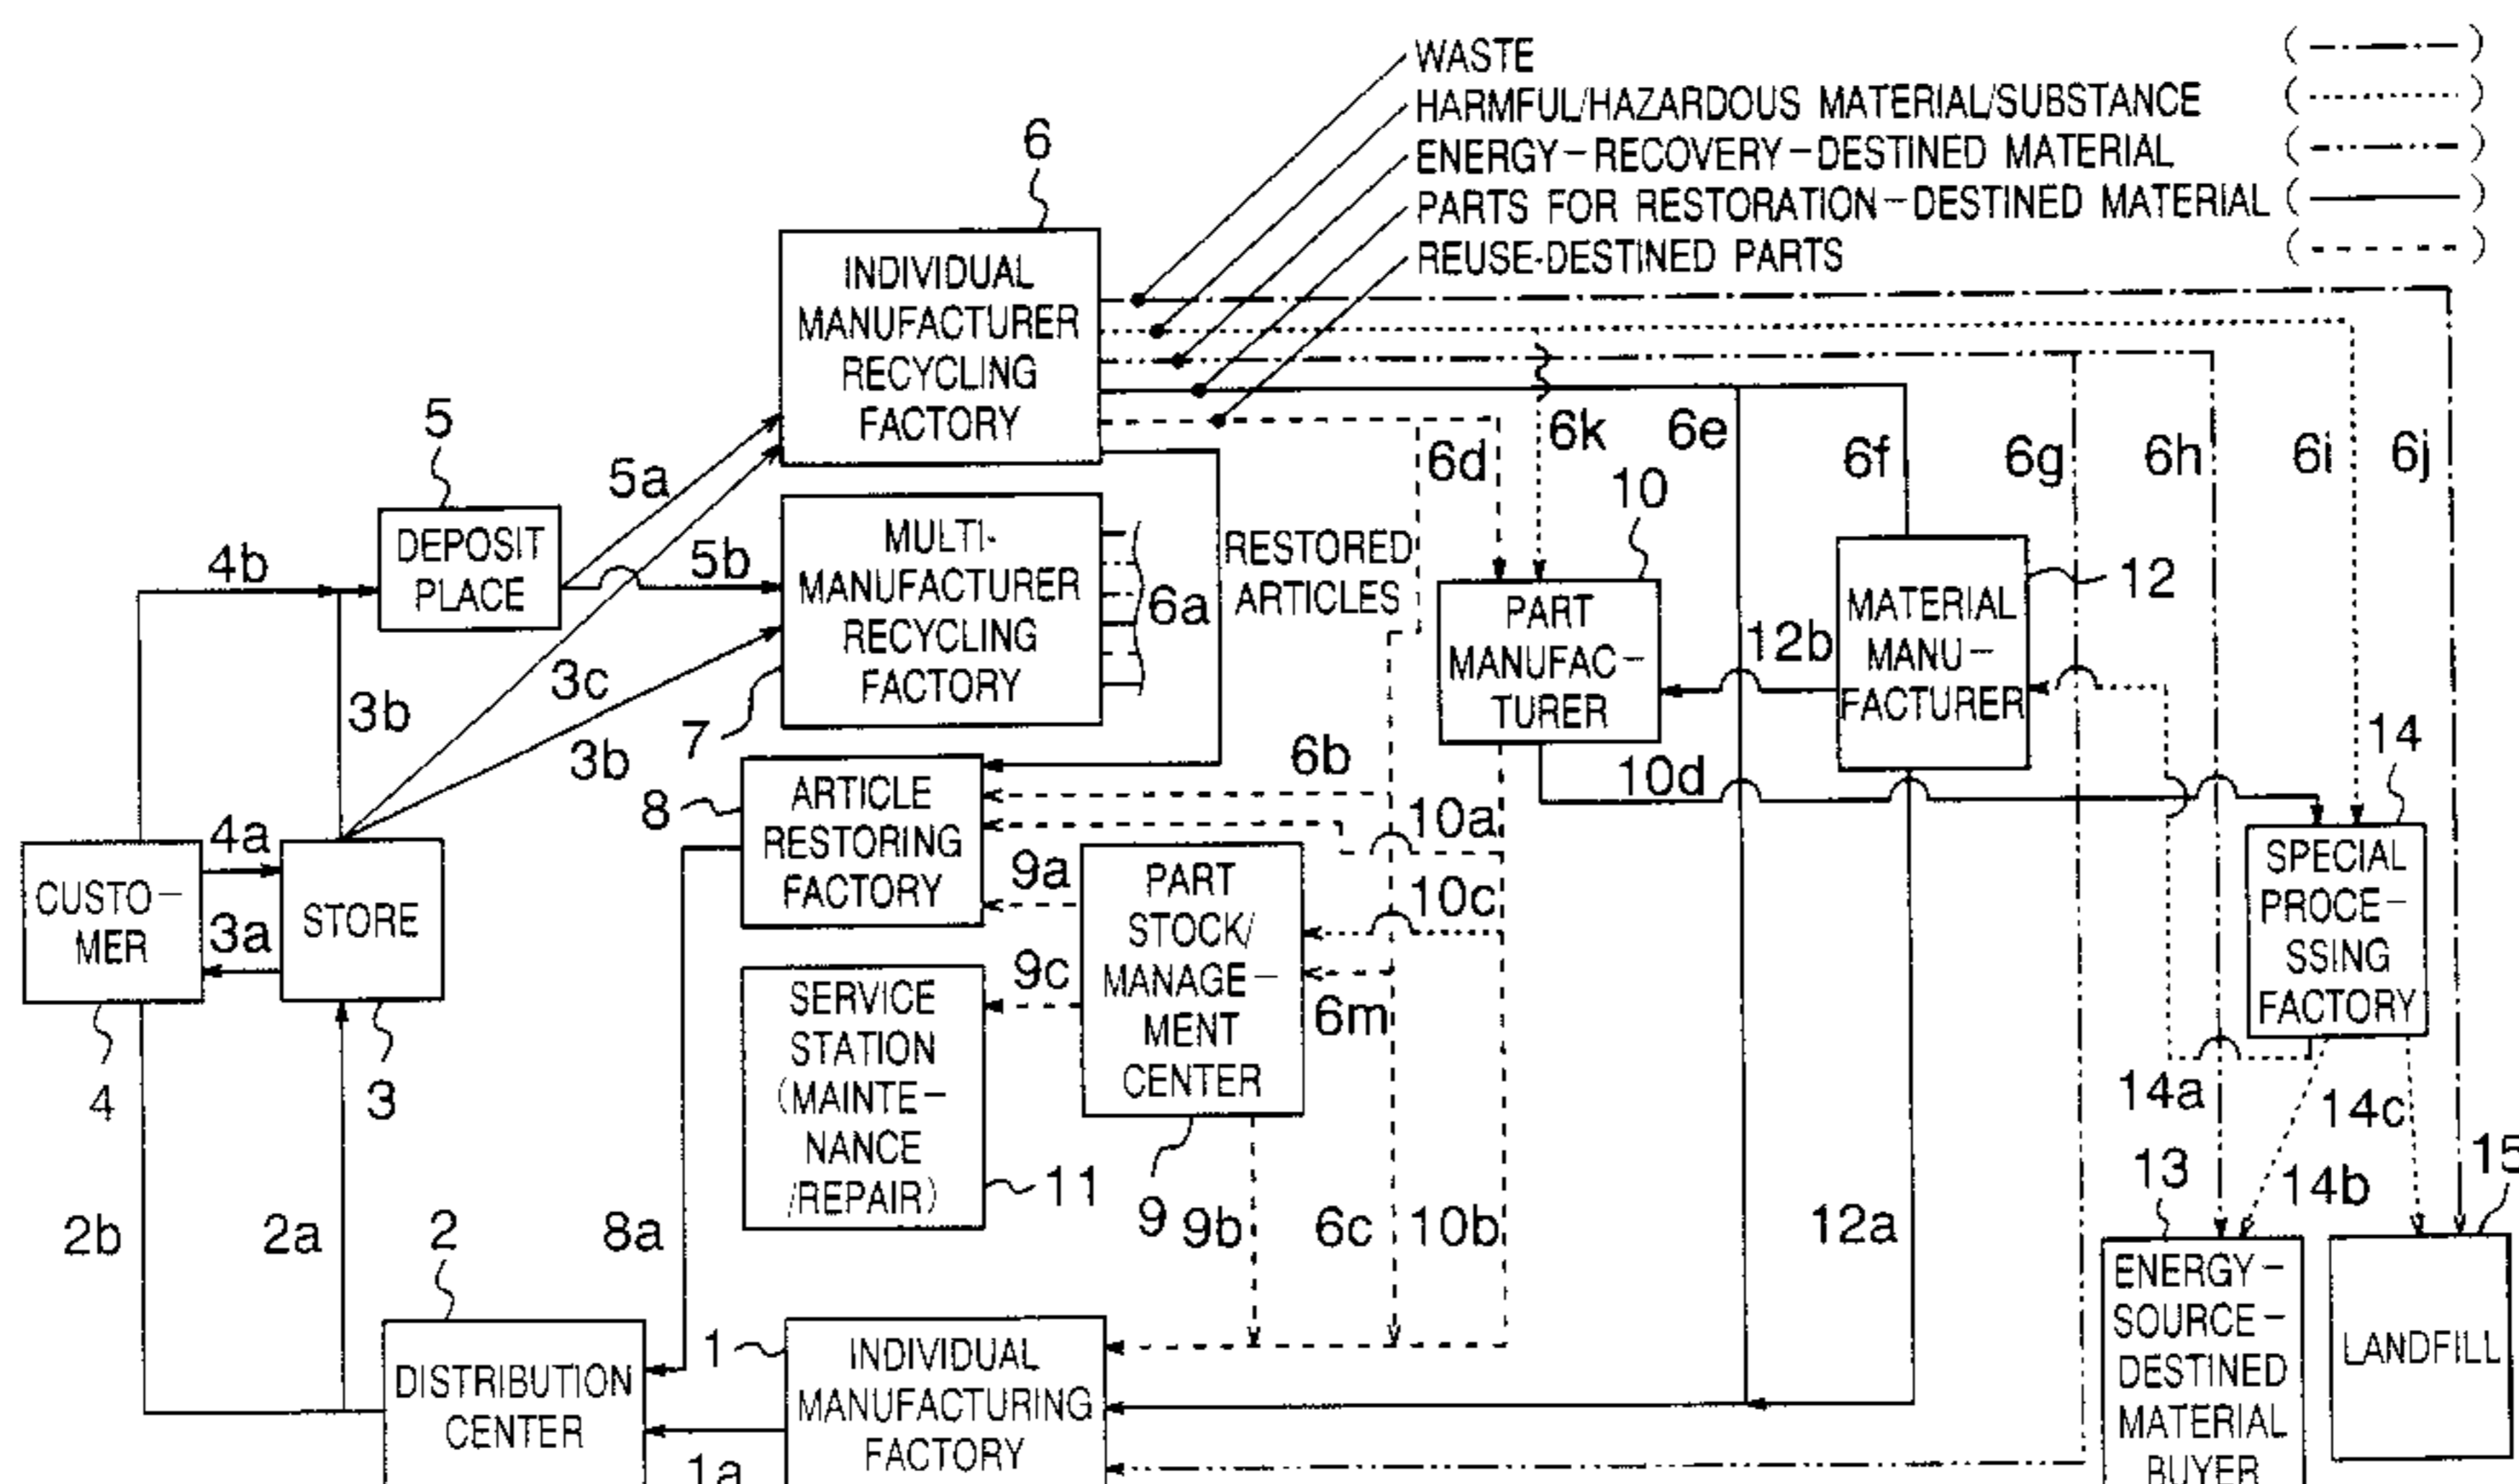 WASTE
HARMFUL/HAZARDOUS MATERIAL/SUBSTANCE
ENERGY-RECOVERY-DESTINED MATERIAL
PARTS FOR RESTORATION-DESTINED MATERIAL
REUSE-DESTINED PARTS
6
INDIVIDUAL
MANUFACTURER
RECYCLING
FACTORY
5
DEPOSIT
PLACE
5a
5b
4b
MULTI-
MANUFACTURER
RECYCLING
FACTORY
7
6a
RESTORED
ARTICLES
6d
6k
6e
6f
6g
6h
6i
6j
10
PART
MANUFAC-
TURER
12b
MATERIAL
MANU-
FACTURER
12
3b
3c
3b
8
ARTICLE
RESTORING
FACTORY
6b
10a
10d
14
SPECIAL
PROCE-
SSING
FACTORY
4a
CUSTO-
MER
3a
STORE
4
3
9a
9c
PART
STOCK/
MANAGE-
MENT
CENTER
10c
6m
SERVICE
STATION
(MAINTE-
NANCE
/REPAIR)
11
9
9b
6c
10b
12a
14a
14c
14b
13
15
2b
2a
2
8a
DISTRIBUTION
CENTER
1
INDIVIDUAL
MANUFACTURING
FACTORY
1a
ENERGY-
SOURCE-
DESTINED
MATERIAL
BUYER
LANDFILL